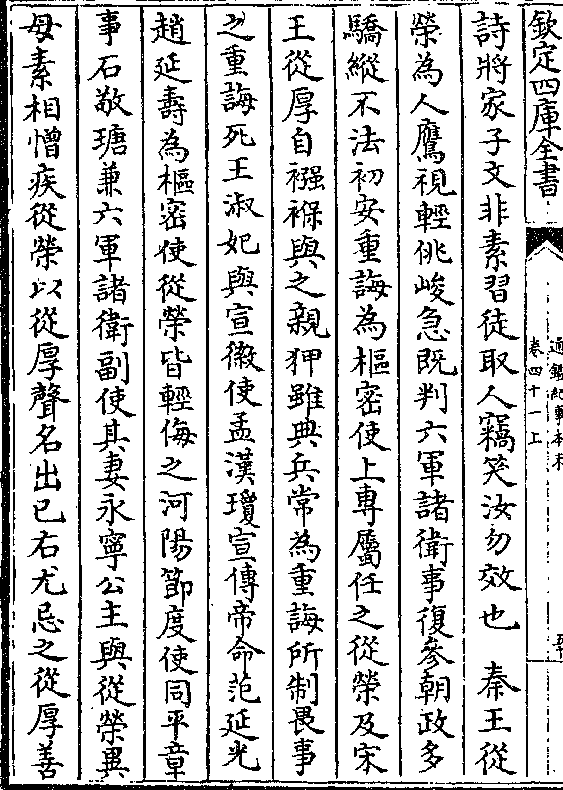 欽定四庫全書
通鑑紀事本末
卷四十一上
詩將家子文非素習徒取人竊笑汝勿效也　秦王從
榮為人鷹視輕佻峻急既判六軍諸衛事復參朝政多
驕縱不法初安重誨為樞密使上專屬任之從榮及宋
王從厚自襁褓與之親狎雖典兵常為重誨所制畏事
之重誨死王淑妃與宣徽使孟漢瓊宣傳帝命范延光
趙延壽為樞密使從榮皆輕侮之河陽節度使同平章
事石敬瑭兼六軍諸衛副使其妻永寧公主與從榮異
母素相憎疾從榮以從厚聲名出己右尤忌之從厚善